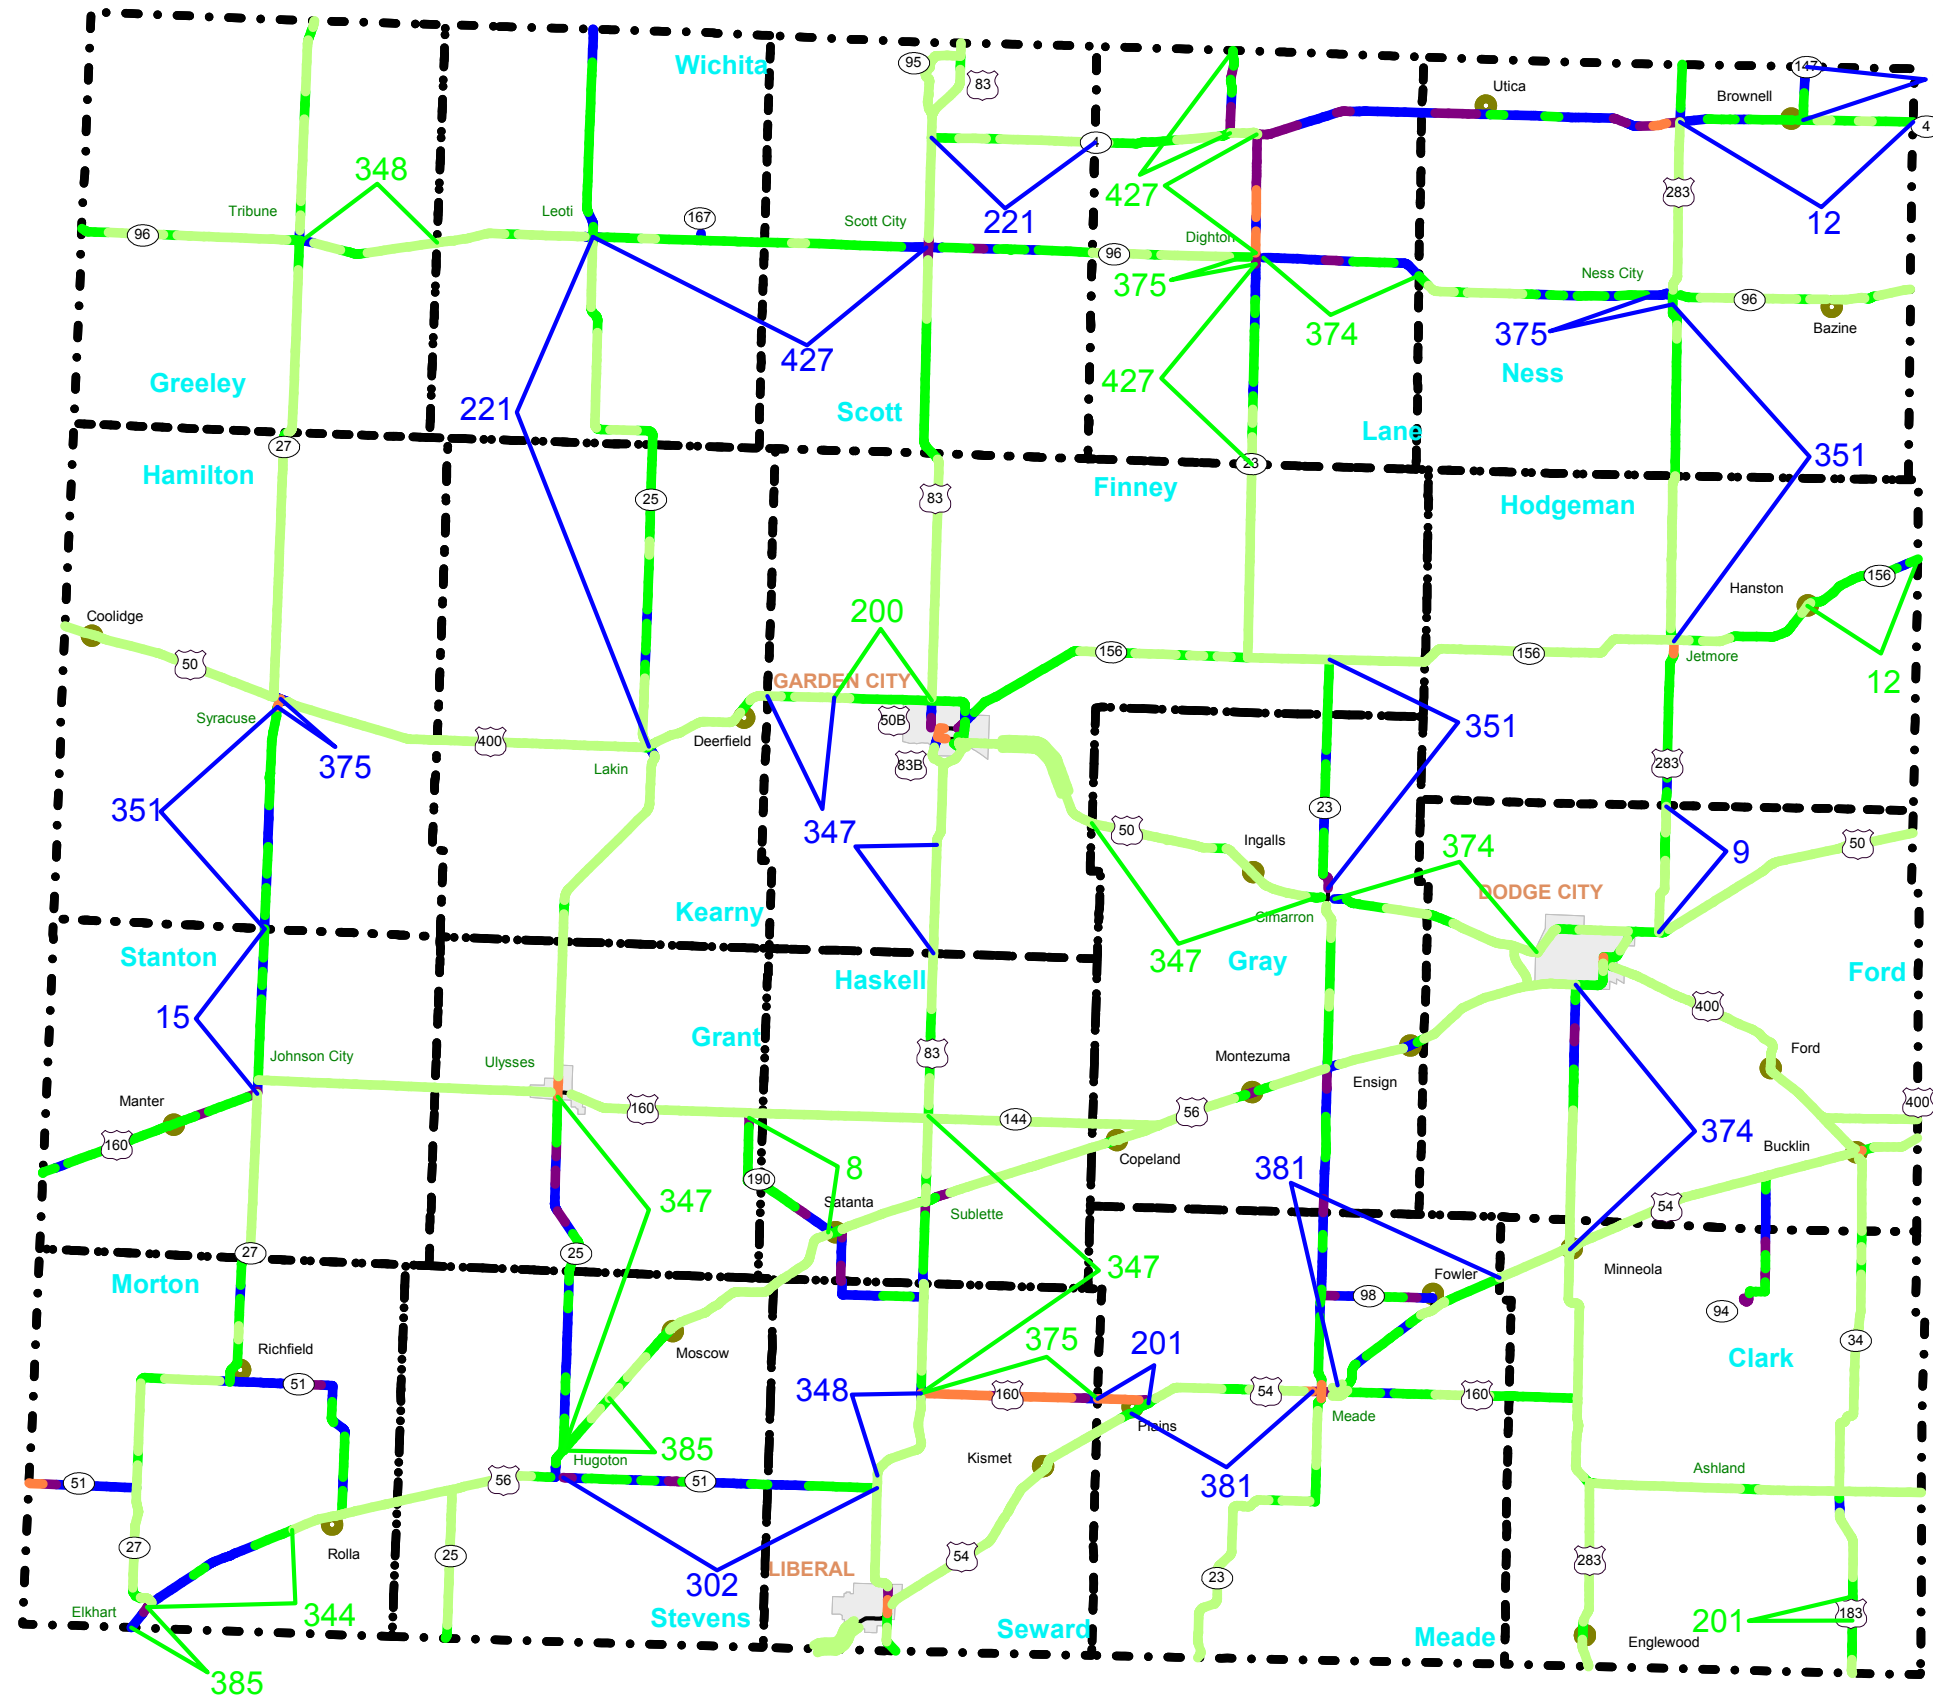 Wichita
95
83
Utica
147
Brownell
4
4
348
427
221
283
12
Tribune
Leoti
167
Scott City
Dighton
96
96
375
Ness City
96
Bazine
374
375
427
427
Greeley
221
Scott
Ness
Lane
351
27
23
Hamilton
25
83
Finney
Hodgeman
156
Hanston
Coolidge
200
50
156
156
Jetmore
12
GARDEN CITY
Syracuse
50B
Deerfield
400
351
375
Lakin
83B
283
351
347
23
50
Ingalls
374
9
50
DODGE CITY
Kearny
Cimarron
Stanton
347
Gray
Haskell
Ford
15
400
Grant
Johnson City
Ulysses
83
Montezuma
Ensign
Ford
Manter
160
144
56
400
160
Copeland
374
Bucklin
8
381
190
347
Satanta
Sublette
54
27
25
347
Minneola
Morton
Fowler
98
94
Richfield
Moscow
375
201
34
Clark
51
348
160
54
160
Plains
Meade
385
Hugoton
Kismet
51
56
51
381
Ashland
27
Rolla
25
302
LIBERAL
54
23
283
Elkhart
344
Stevens
Seward
Meade
Englewood
201
183
385